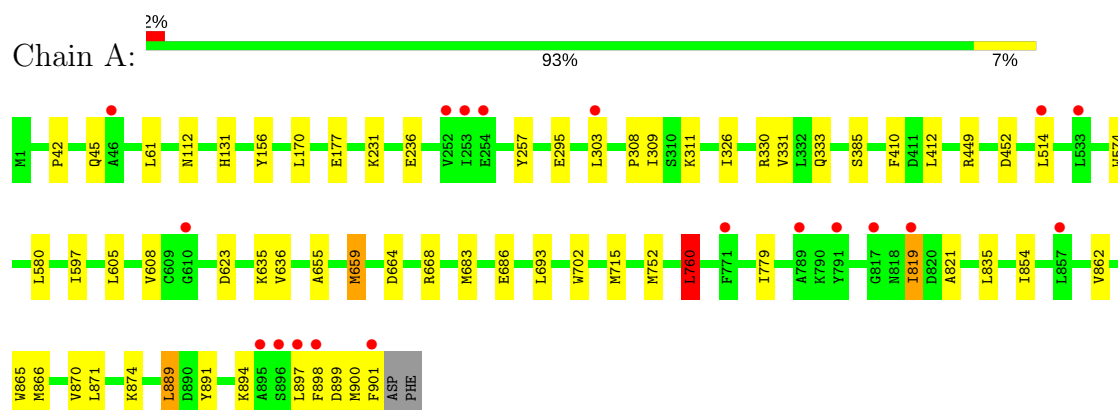 2%
Chain A:
93% 7%
M1 P42 Q45 A46 L61 N112 H131 Y156 L170 E177 K231 E236 V252 I253 E254 Y257 E295 L303 P308 I309 S310 K311 I326 R330 V331 L332 Q333 S385 F410 D411 L412 R449 D452 L514 L533
L580 I597 L605 V608 C609 G610 D623 K635 V636 A655 M659 D664 R668 M683 E686 L693 W702 M715 M752 L760 F771 I779 A789 K790 Y791 G817 N818 I819 D820 A821 L835 I854 L857 V862
W865 M866 V870 L871 K874 L889 D890 Y891 K894 A895 S896 L897 F898 D899 M900 F901 ASP PHE